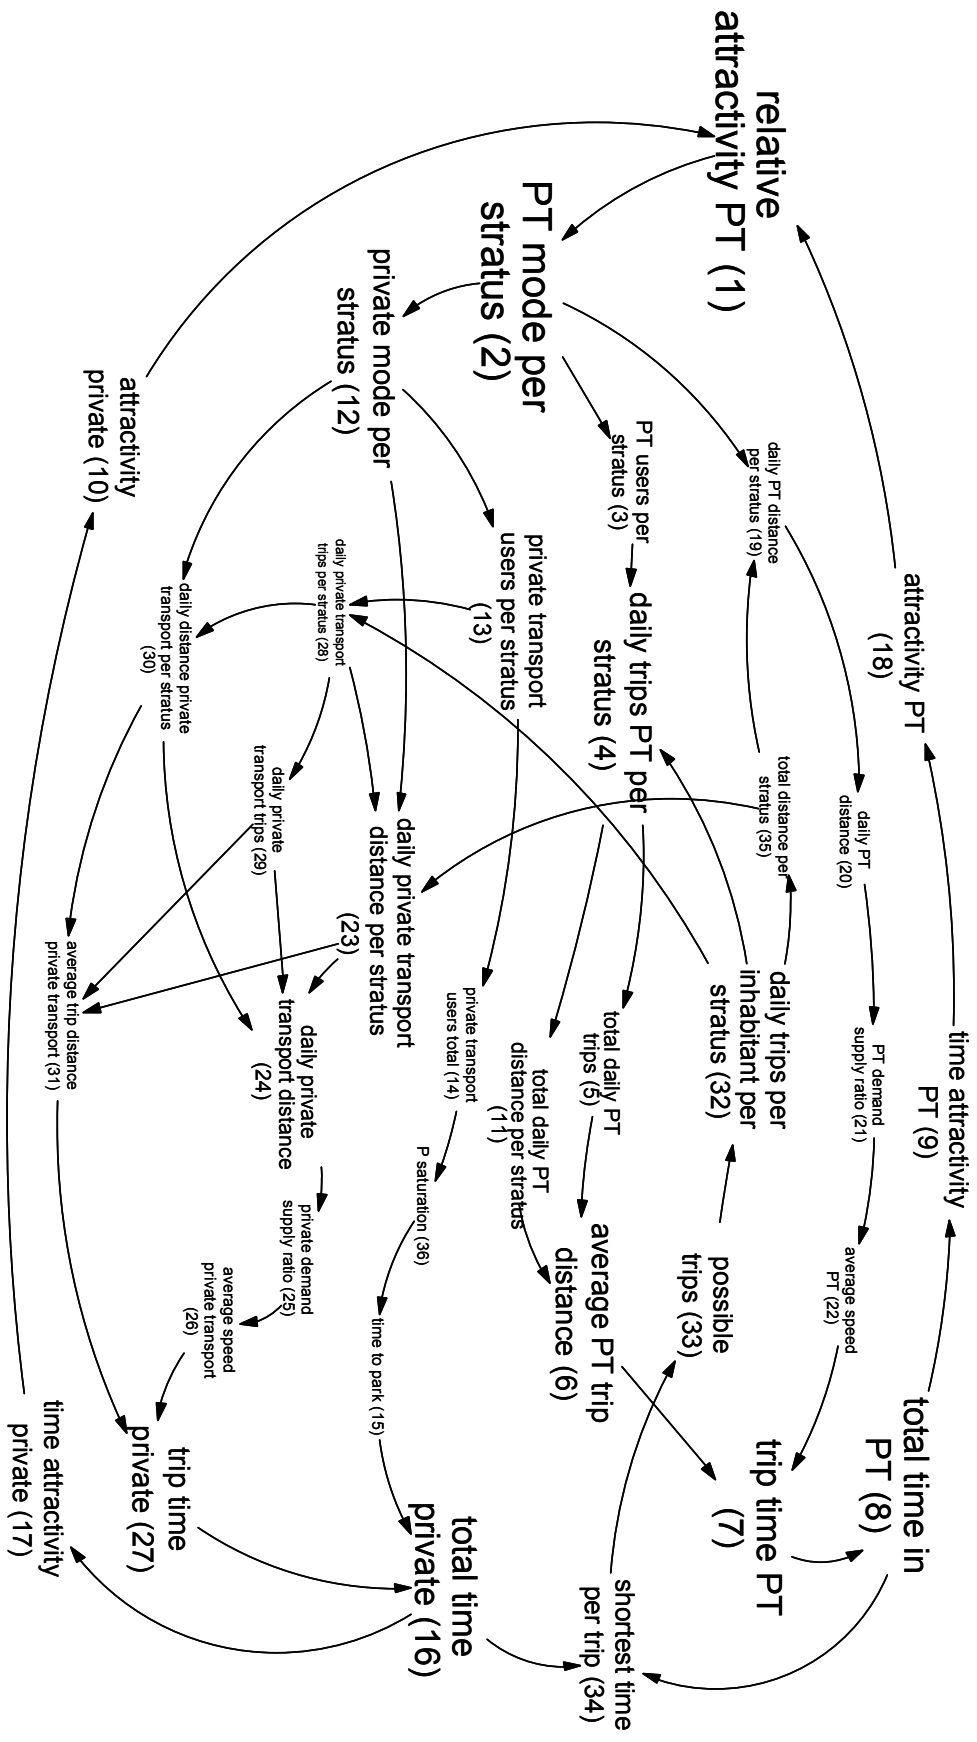 relative
attractivity PT (1)
PT mode per
stratus (2)
private mode per
stratus (12)
attractivity
private (10)
attractivity PT
(18)
daily PT distance
per stratus (19)
PT users per
stratus (3)
private transport
users per stratus
(13)
daily private transport
trips per stratus (28)
daily distance private
transport per stratus
(30)
daily trips PT per
stratus (4)
total distance per
stratus (35)
daily PT
distance (20)
daily private
transport trips (29)
daily private transport
distance per stratus
(23)
average trip distance
private transport (31)
time attractivity
PT (9)
PT demand
supply ratio (21)
daily trips per
inhabitant per
stratus (32)
total daily PT
trips (5)
total daily PT
distance per stratus
(11)
private transport
users total (14)
daily private
transport distance
(24)
P saturation (36)
private demand
supply ratio (25)
average speed
private transport
(26)
average speed
PT (22)
possible
trips (33)
average PT trip
distance (6)
time to park (15)
total time in
PT (8)
trip time PT
(7)
shortest time
per trip (34)
total time
private (16)
trip time
private (27)
time attractivity
private (17)